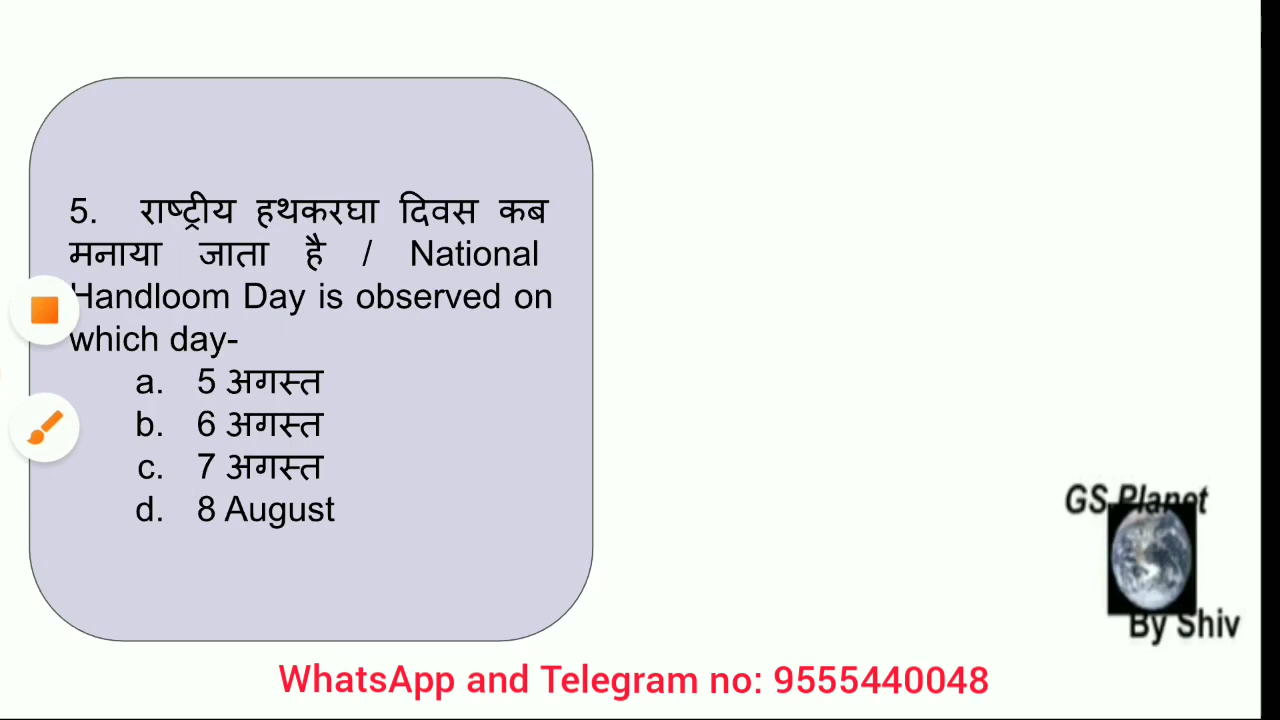 5. राष्ट्रीय हथकरघा दिवस कब
मनाया जाता है / National
Handloom Day is observed on
which day-
a. 5 अगस्त
b. 6 अगस्त
c. 7 अगस्त
d. 8 August
GS Planet
By Shiv
WhatsApp and Telegram no: 9555440048